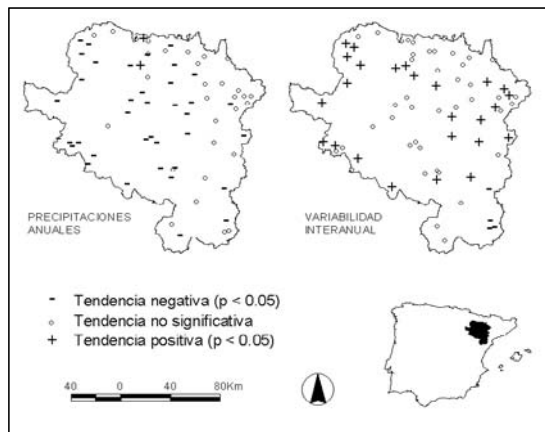 PRECIPITACIONES
ANUALES
VARIABILIDAD
INTERANUAL
- Tendencia negativa (p < 0.05)
○ Tendencia no significativa
+ Tendencia positiva (p < 0.05)
40 0 40 80Km